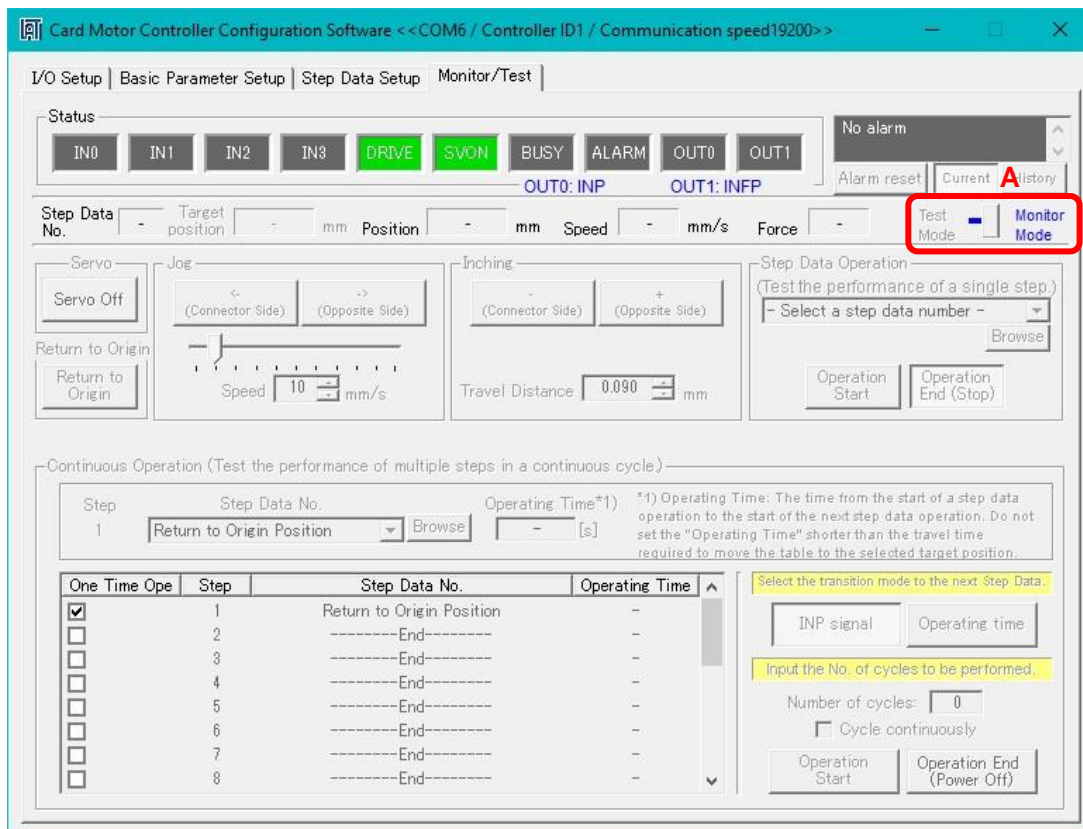 Card Motor Controller Configuration Software <<COM6 / Controller ID1 / Communication speed19200>>
I/O Setup Basic Parameter Setup Step Data Setup Monitor/Test
Status
IN0 IN1 IN2 IN3 DRIVE SVON BUSY ALARM OUT0 OUT1
OUT0: INP OUT1: INFP
No alarm
Alarm reset Current History
A
Step Data No. - Target position - mm Position - mm Speed - mm/s Force -
Test Mode Monitor Mode
Servo
Servo Off
Return to Origin
Return to Origin
Jog
<-
(Connector Side)
->
(Opposite Side)
Speed 10 mm/s
Inching
-
(Connector Side)
+
(Opposite Side)
Travel Distance 0.090 mm
Step Data Operation
(Test the performance of a single step.)
- Select a step data number -
Browse
Operation Start
Operation End (Stop)
Continuous Operation (Test the performance of multiple steps in a continuous cycle.)
Step Step Data No. Operating Time*1)
1 Return to Origin Position Browse - [s]
*1) Operating Time: The time from the start of a step data
operation to the start of the next step data operation. Do not
set the "Operating Time" shorter than the travel time
required to move the table to the selected target position.
One Time Ope Step Step Data No. Operating Time
1 Return to Origin Position -
2 --------End-------- -
3 --------End-------- -
4 --------End-------- -
5 --------End-------- -
6 --------End-------- -
7 --------End-------- -
8 --------End-------- -
Select the transition mode to the next Step Data.
INP signal Operating time
Input the No. of cycles to be performed.
Number of cycles: 0
Cycle continuously
Operation Start
Operation End (Power Off)